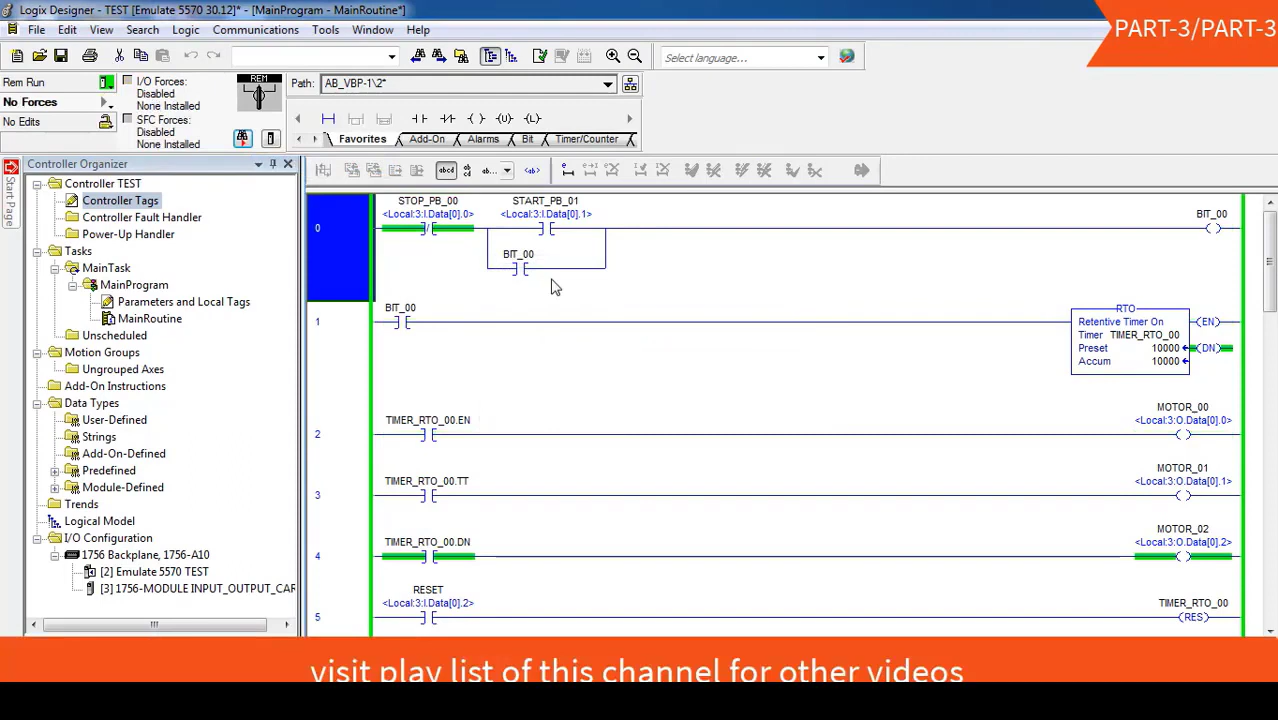 Logix Designer - TEST [Emulate 5570 30.12]* - [MainProgram - MainRoutine*]
PART-3/PART-3
File Edit View Search Logic Communications Tools Window Help
Select language...
Rem Run
No Forces
No Edits
I/O Forces:
Disabled
None Installed
SFC Forces:
Disabled
None Installed
REM
Path: AB_VBP-1\2*
Favorites Add-On Alarms Bit Timer/Counter
Start Page
Controller Organizer
Controller TEST
Controller Tags
Controller Fault Handler
Power-Up Handler
Tasks
MainTask
MainProgram
Parameters and Local Tags
MainRoutine
Unscheduled
Motion Groups
Ungrouped Axes
Add-On Instructions
Data Types
User-Defined
Strings
Add-On-Defined
Predefined
Module-Defined
Trends
Logical Model
I/O Configuration
1756 Backplane, 1756-A10
[2] Emulate 5570 TEST
[3] 1756-MODULE INPUT_OUTPUT_CAR
abcd
ab...
0
STOP_PB_00
<Local:3:I.Data[0].0>
START_PB_01
<Local:3:I.Data[0].1>
BIT_00
BIT_00
1
BIT_00
RTO
Retentive Timer On
Timer TIMER_RTO_00
Preset 10000
Accum 10000
(EN)
(DN)
2
TIMER_RTO_00.EN
MOTOR_00
<Local:3:O.Data[0].0>
3
TIMER_RTO_00.TT
MOTOR_01
<Local:3:O.Data[0].1>
4
TIMER_RTO_00.DN
MOTOR_02
<Local:3:O.Data[0].2>
5
RESET
<Local:3:I.Data[0].2>
TIMER_RTO_00
(RES)
visit play list of this channel for other videos